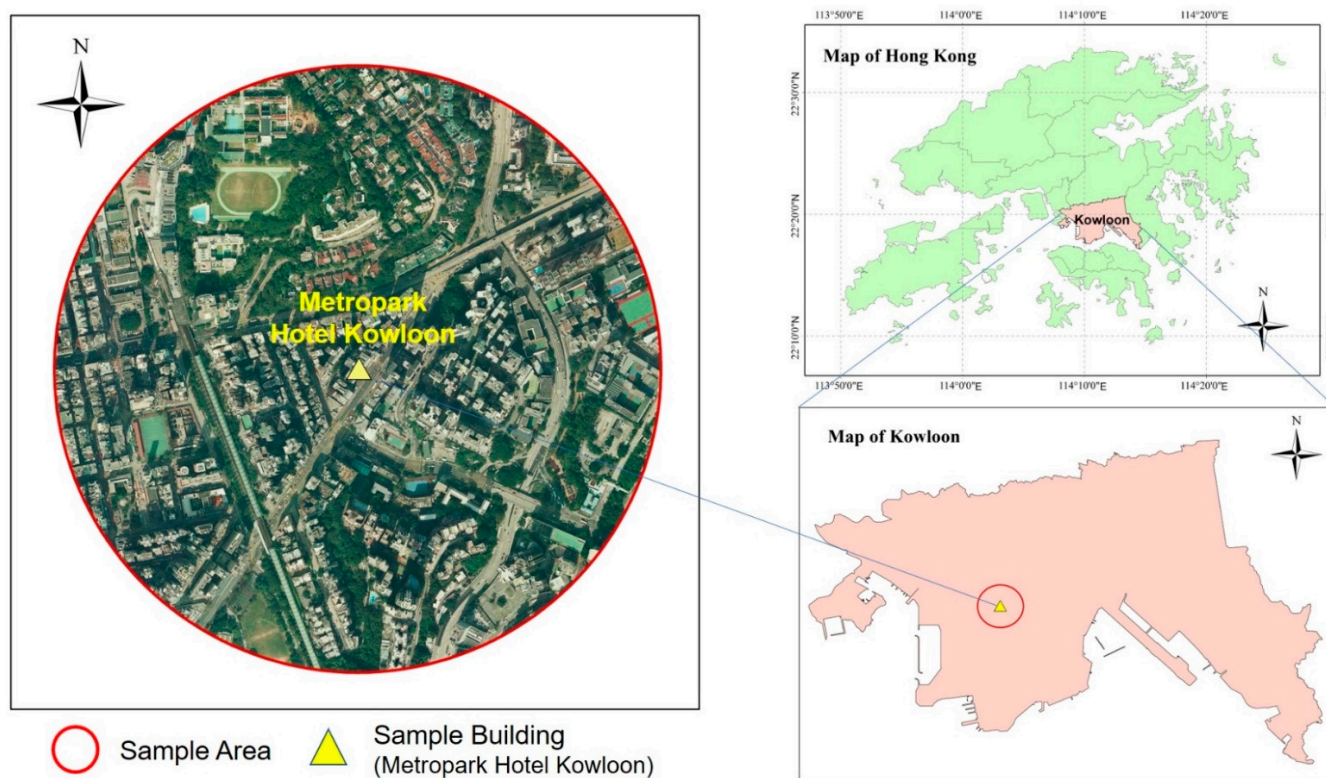 N
Metropark
Hotel Kowloon
Sample Area
Sample Building
(Metropark Hotel Kowloon)
113°50'0"E
114°0'0"E
114°10'0"E
114°20'0"E
Map of Hong Kong
22°30'0"N
22°20'0"N
22°10'0"N
Kowloon
N
113°50'0"E
114°0'0"E
114°10'0"E
114°20'0"E
Map of Kowloon
N